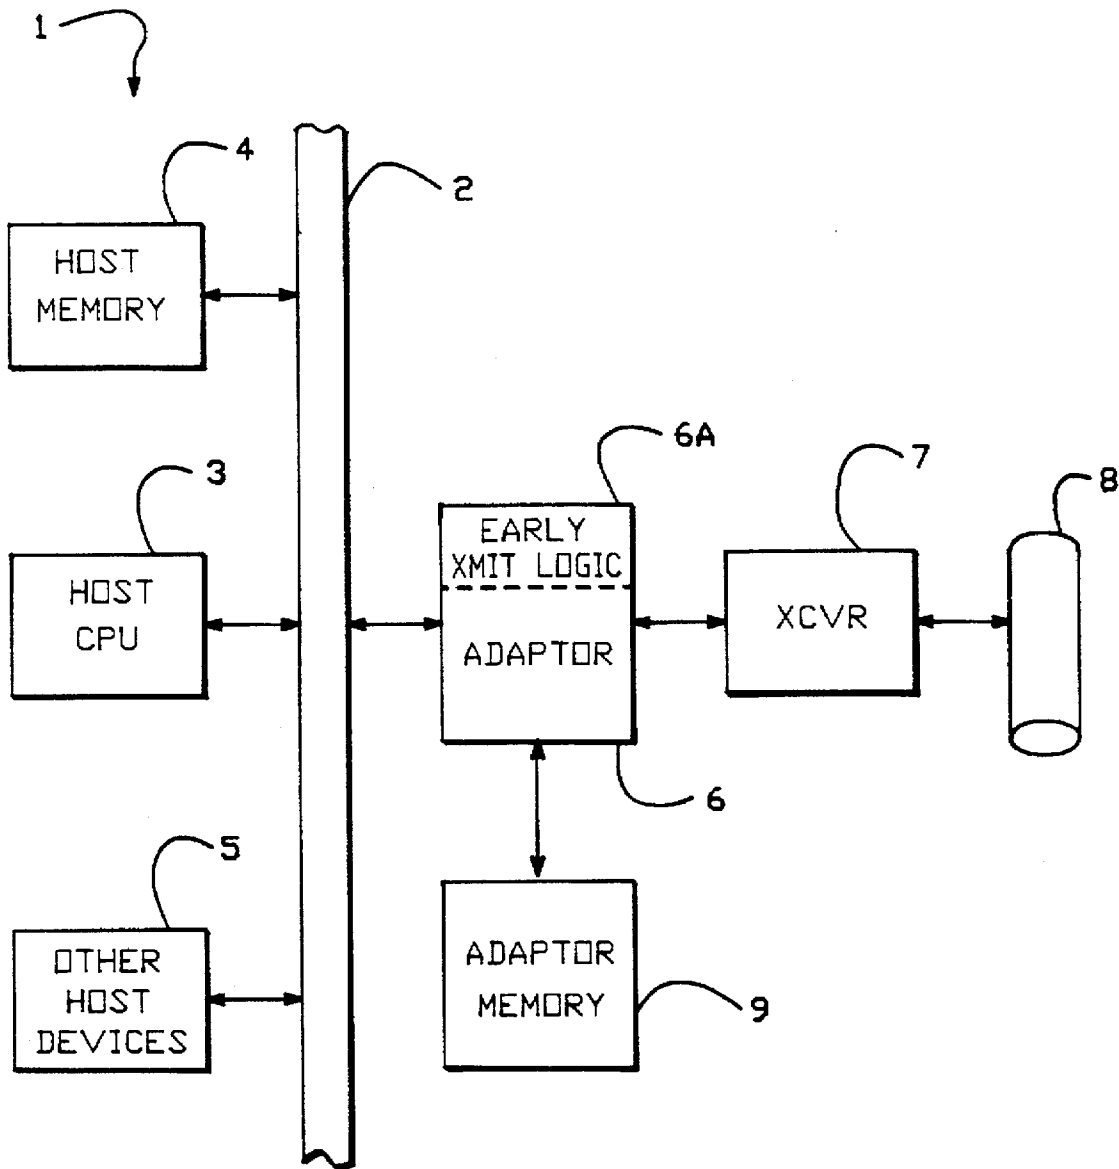 1
4
2
HOST
MEMORY
6A
3
7
8
EARLY
XMIT LOGIC
HOST
CPU
ADAPTOR
XCVR
6
5
ADAPTOR
MEMORY
9
OTHER
HOST
DEVICES